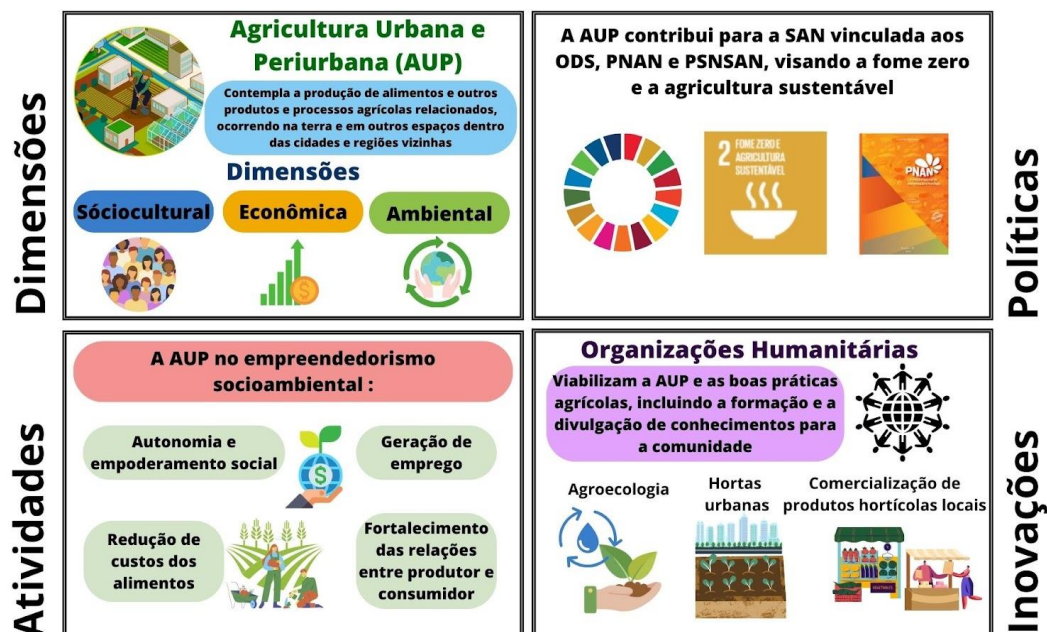 Dimensões
Agricultura Urbana e
Periurbana (AUP)
Contempla a produção de alimentos e outros
produtos e processos agrícolas relacionados,
ocorrendo na terra e em outros espaços dentro
das cidades e regiões vizinhas
Dimensões
Sóciocultural
Econômica
Ambiental
A AUP contribui para a SAN vinculada aos
ODS, PNAN e PSNSAN, visando a fome zero
e a agricultura sustentável
2 FOME ZERO E
AGRICULTURA
SUSTENTÁVEL
PNAN
Políticas
Atividades
A AUP no empreendedorismo
socioambiental :
Autonomia e
empoderamento social
Geração de
emprego
Redução de
custos dos
alimentos
Fortalecimento
das relações
entre produtor e
consumidor
Organizações Humanitárias
Viabilizam a AUP e as boas práticas
agrícolas, incluindo a formação e a
divulgação de conhecimentos para
a comunidade
Agroecologia
Hortas
urbanas
Comercialização de
produtos hortícolas locais
Inovações